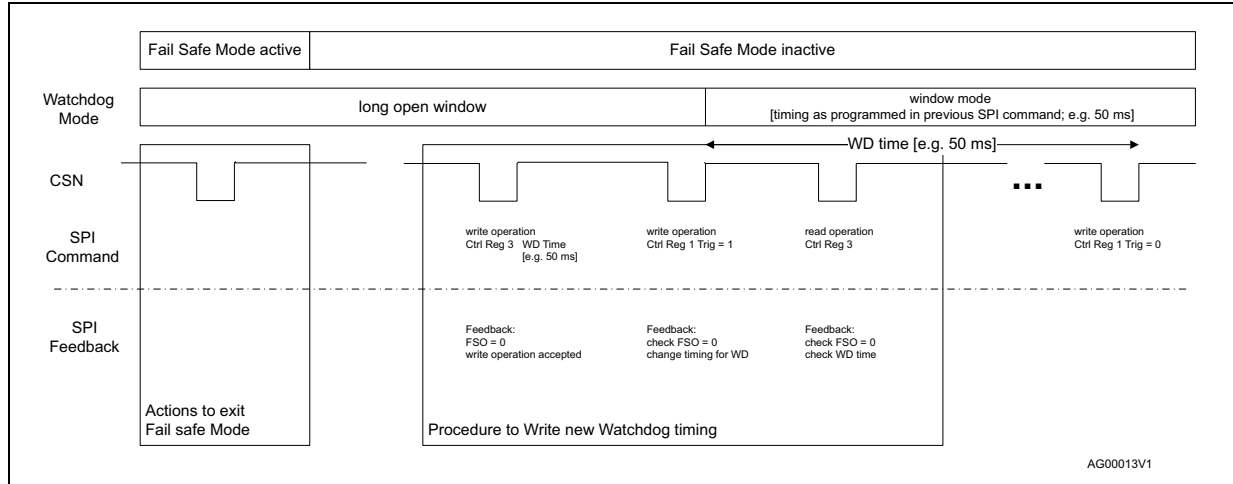 Fail Safe Mode active
Fail Safe Mode inactive
Watchdog
Mode
long open window
window mode
[timing as programmed in previous SPI command; e.g. 50 ms]
WD time [e.g. 50 ms]
CSN
...
SPI
Command
write operation
Ctrl Reg 3 WD Time
[e.g. 50 ms]
write operation
Ctrl Reg 1 Trig = 1
read operation
Ctrl Reg 3
write operation
Ctrl Reg 1 Trig = 0
SPI
Feedback
Feedback:
FSO = 0
write operation accepted
Feedback:
check FSO = 0
change timing for WD
Feedback:
check FSO = 0
check WD time
Actions to exit
Fail safe Mode
Procedure to Write new Watchdog timing
AG00013V1